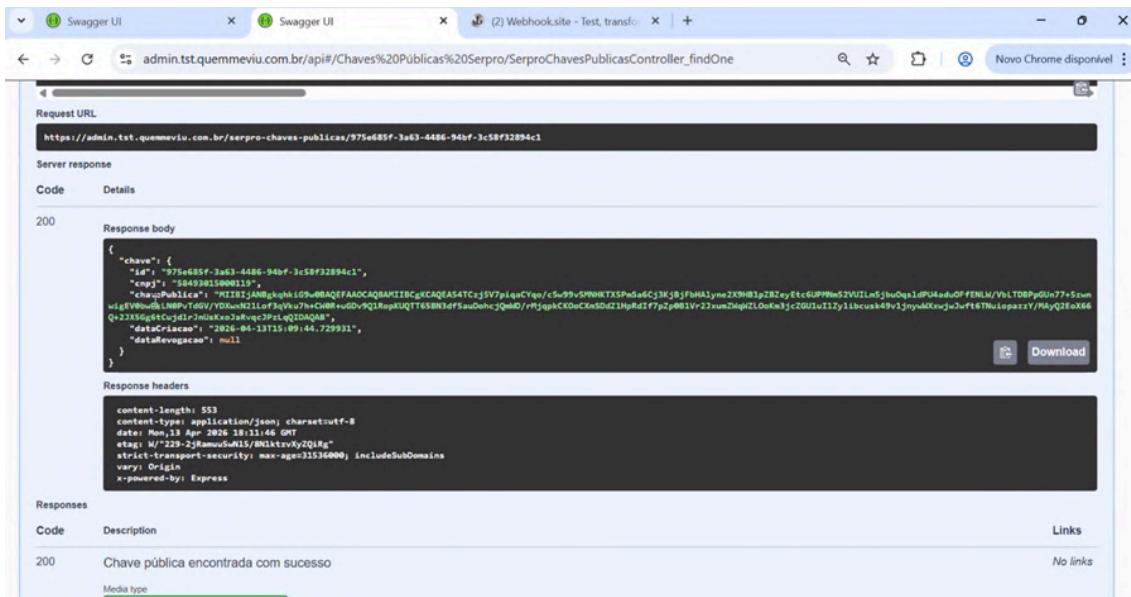 Swagger UI
Swagger UI
(2) Webhook.site - Test, transfo
admin.tst.quemmeviu.com.br/api#/Chaves%20Públicas%20Serpro/SerproChavesPublicasController_findOne
Novo Chrome disponível
Request URL
https://admin.tst.quemmeviu.com.br/serpro-chaves-publicas/975e685f-3a63-4486-94bf-3c58f32894c1
Server response
Code Details
200
Response body
{
"chave": {
"id": "975e685f-3a63-4486-94bf-3c58f32894c1",
"cnpj": "58493015000119",
"chavePublica":
"dataCriacao": "2026-04-13T15:09:44.729931",
"dataRevogacao": null
}
}
Download
Response headers
content-length: 553
content-type: application/json; charset=utf-8
date: Mon,13 Apr 2026 18:11:46 GMT
etag:
strict-transport-security: max-age=31536000; includeSubDomains
vary: Origin
x-powered-by: Express
Responses
Code Description Links
200 Chave pública encontrada com sucesso No links
Media type